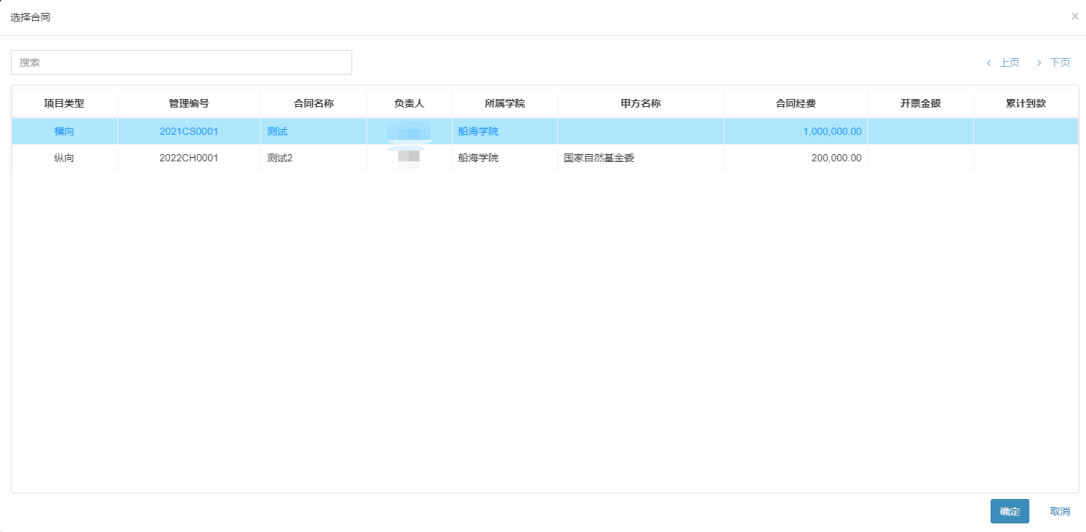 选择合同 ×
搜索 < 上页 > 下页
项目类型 管理编号 合同名称 负责人 所属学院 甲方名称 合同经费 开票金额 累计到款
横向 2021CS0001 测试 船海学院 1,000,000.00
纵向 2022CH0001 测试2 船海学院 国家自然基金委 200,000.00
确定 取消